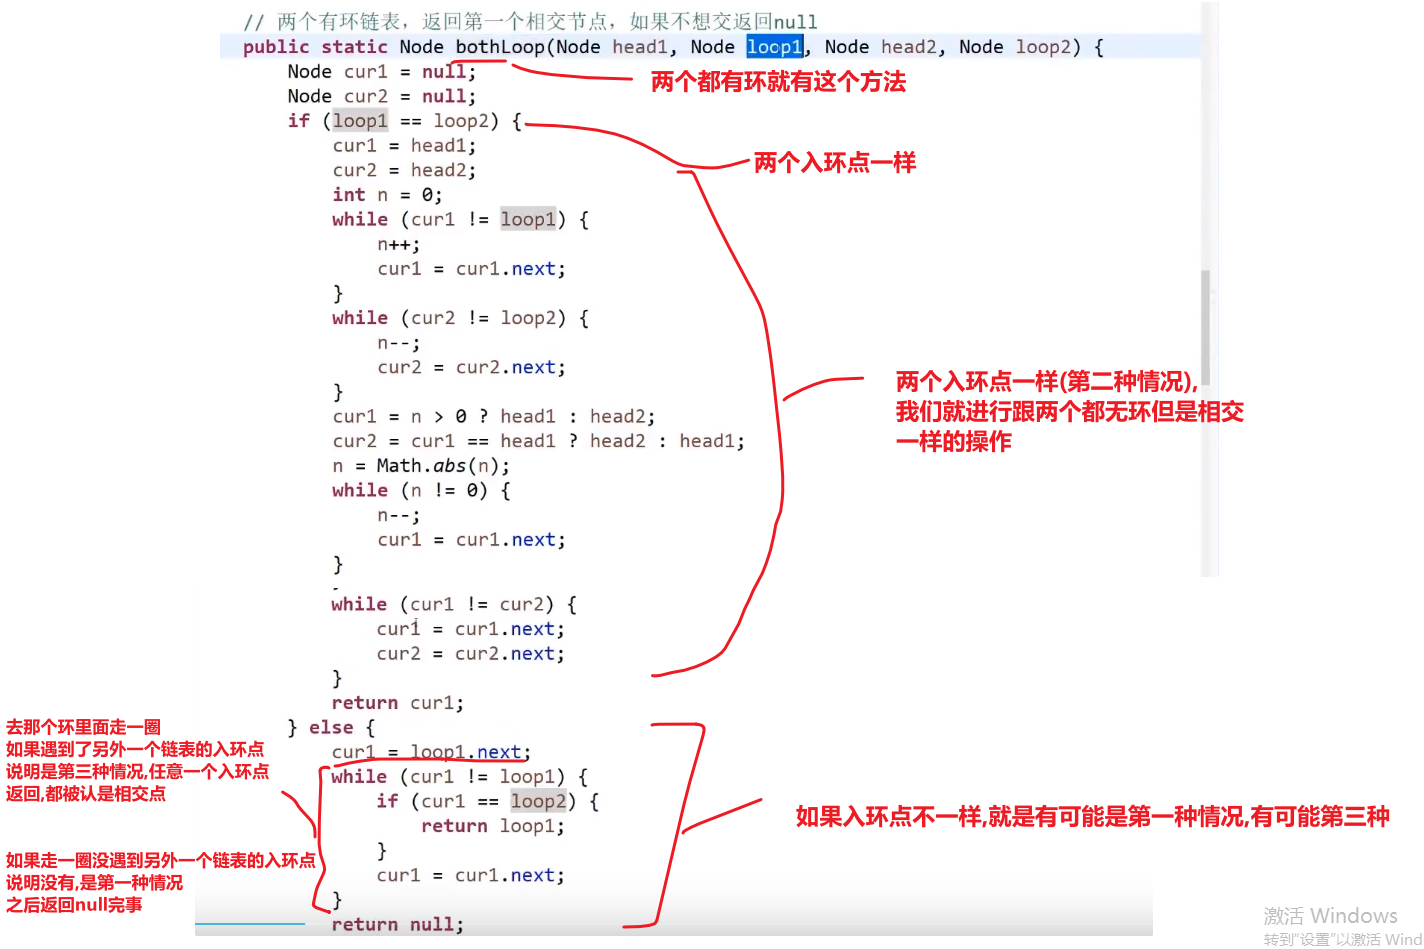 // 两个有环链表，返回第一个相交节点，如果不想交返回null
public static Node bothLoop(Node head1, Node loop1, Node head2, Node loop2) {
Node cur1 = null;
两个都有环就有这个方法
Node cur2 = null;
if (loop1 == loop2) {
cur1 = head1;
两个入环点一样
cur2 = head2;
int n = 0;
while (cur1 != loop1) {
n++;
cur1 = cur1.next;
}
while (cur2 != loop2) {
n--;
cur2 = cur2.next;
}
两个入环点一样(第二种情况),
我们就进行跟两个都无环但是相交
一样的操作
cur1 = n > 0 ? head1 : head2;
cur2 = cur1 == head1 ? head2 : head1;
n = Math.abs(n);
while (n != 0) {
n--;
cur1 = cur1.next;
}
while (cur1 != cur2) {
cur1 = cur1.next;
cur2 = cur2.next;
}
return cur1;
} else {
去那个环里面走一圈
如果遇到了另外一个链表的入环点
说明是第三种情况,任意一个入环点
返回,都被认是相交点
cur1 = loop1.next;
while (cur1 != loop1) {
if (cur1 == loop2) {
return loop1;
}
如果入环点不一样,就是有可能是第一种情况,有可能第三种
cur1 = cur1.next;
}
如果走一圈没遇到另外一个链表的入环点
说明没有,是第一种情况
之后返回null完事
return null;
激活 Windows
转到"设置"以激活 Wind